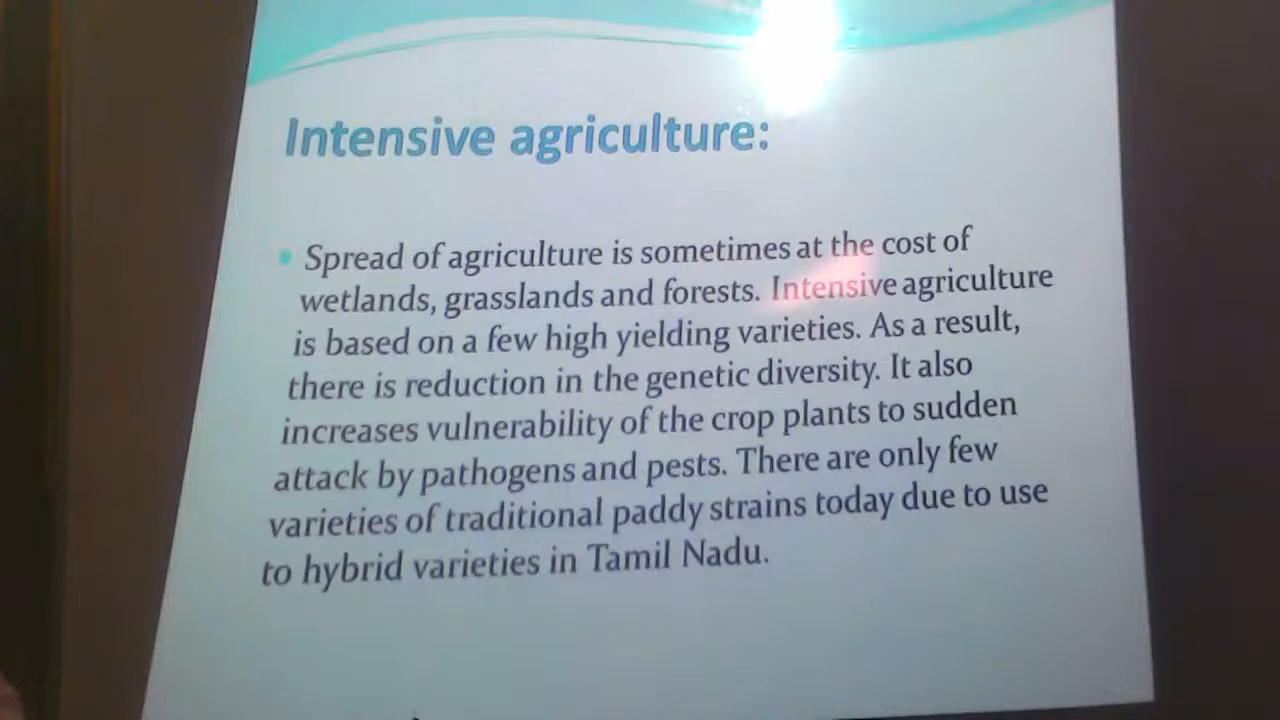 Intensive agriculture:
Spread of agriculture is sometimes at the cost of
wetlands, grasslands and forests. Intensive agriculture
is based on a few high yielding varieties. As a result,
there is reduction in the genetic diversity. It also
increases vulnerability of the crop plants to sudden
attack by pathogens and pests. There are only few
varieties of traditional paddy strains today due to use
to hybrid varieties in Tamil Nadu.